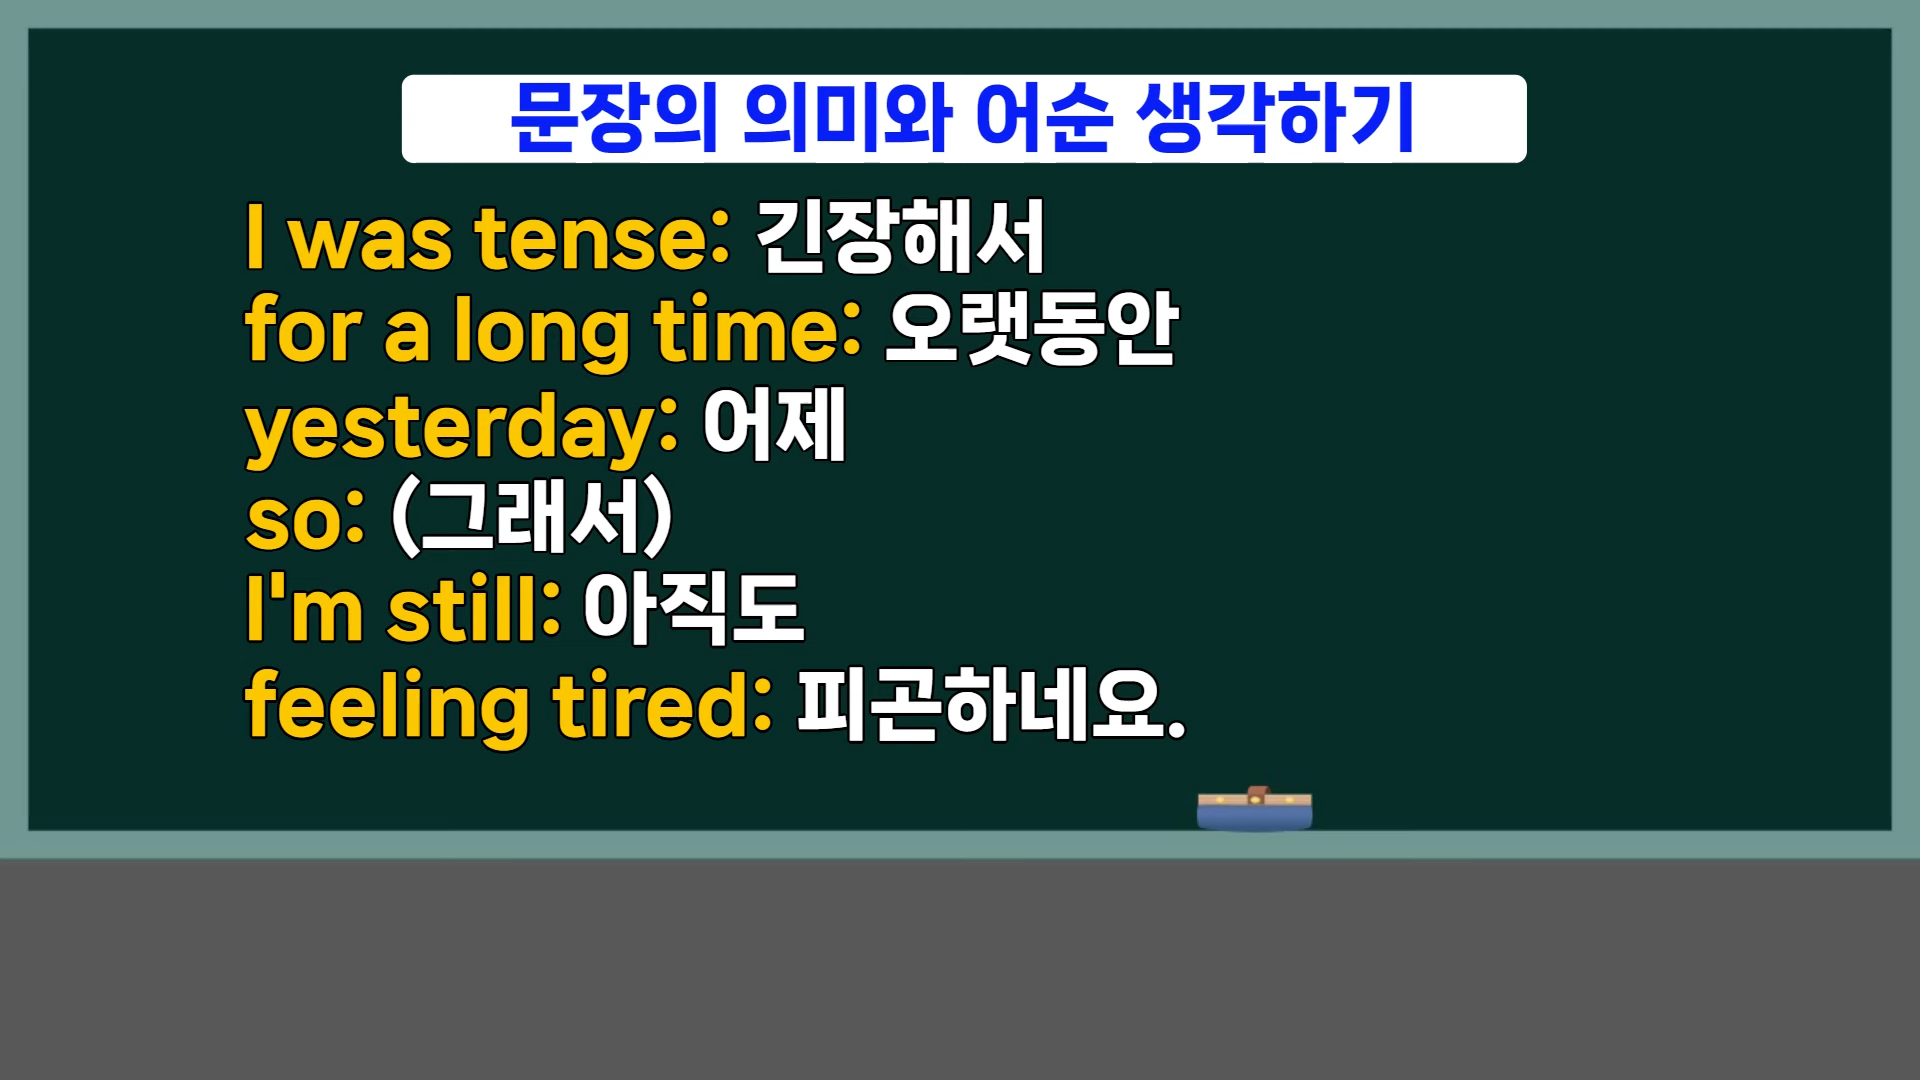 문장의 의미와 어순 생각하기
I was tense: 긴장해서
for a long time: 오랫동안
yesterday: 어제
so: (그래서)
I'm still: 아직도
feeling tired: 피곤하네요.